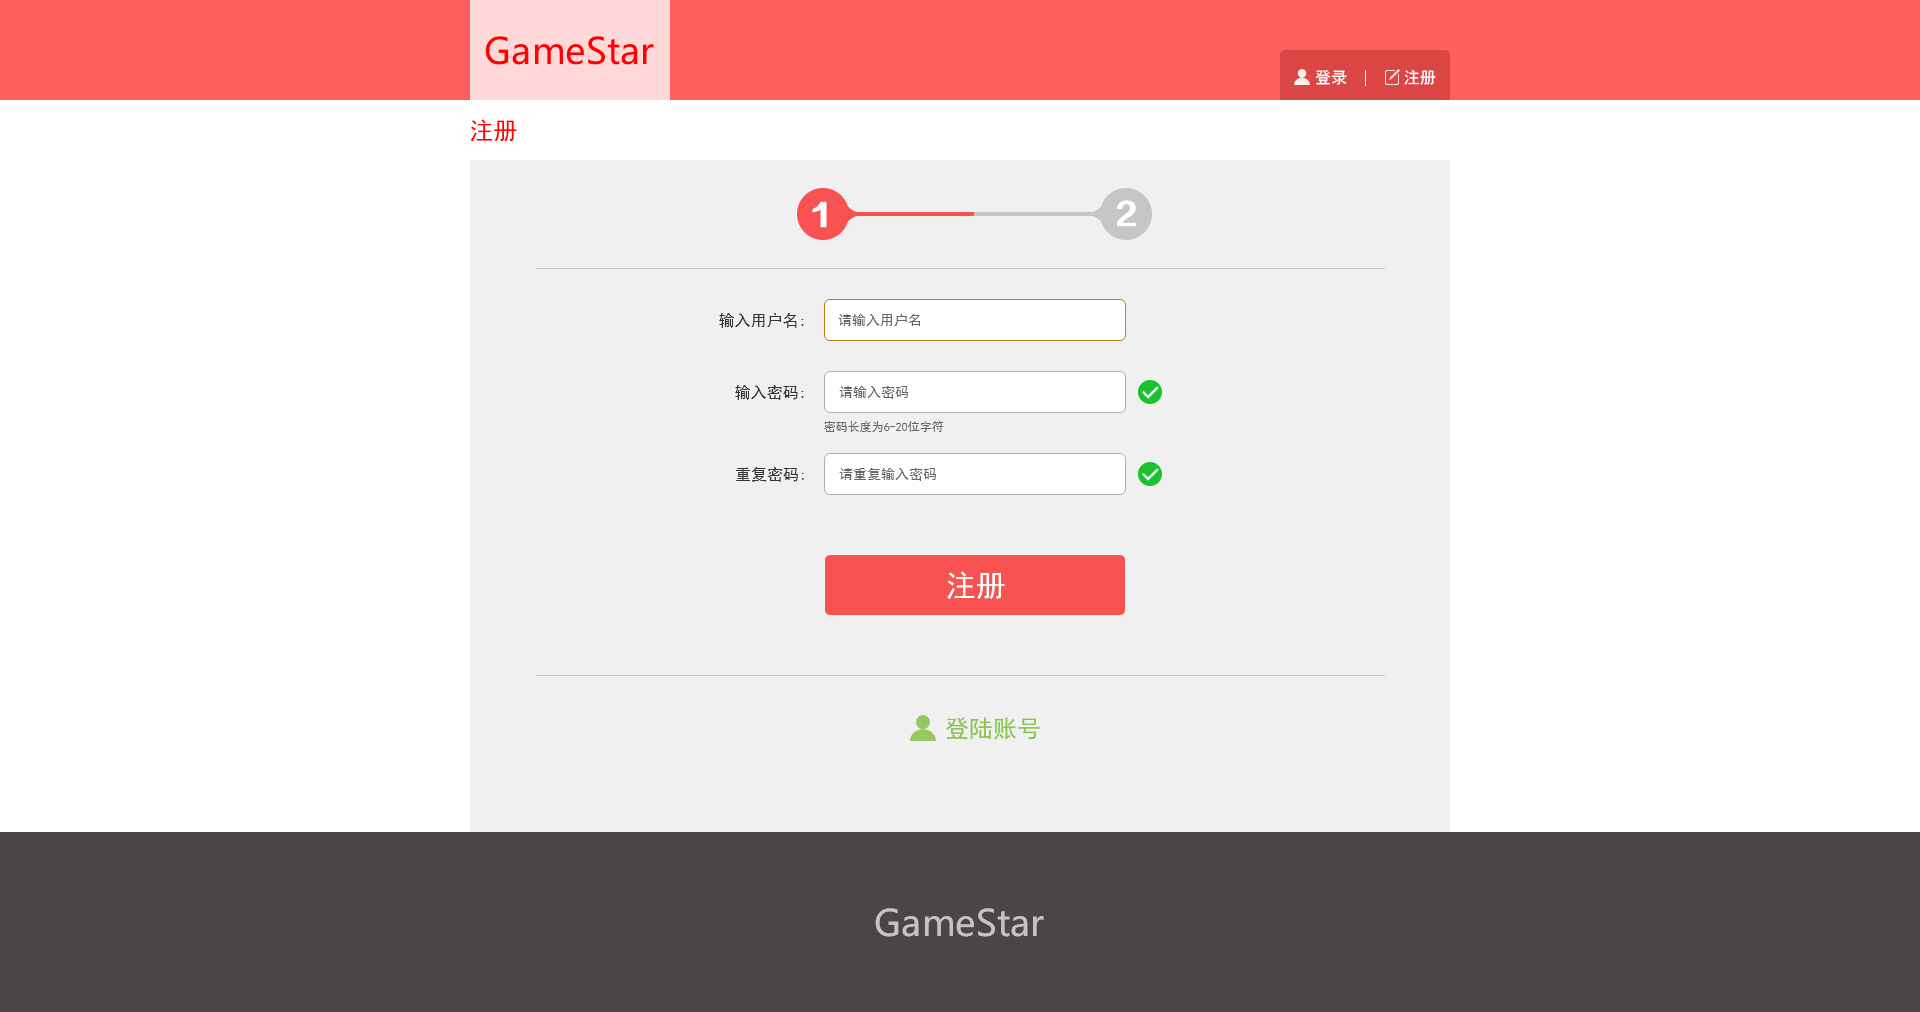 GameStar
登录 | 注册
注册
1
2
输入用户名：
请输入用户名
输入密码：
请输入密码
密码长度为6-20位字符
重复密码：
请重复输入密码
注册
登陆账号
GameStar